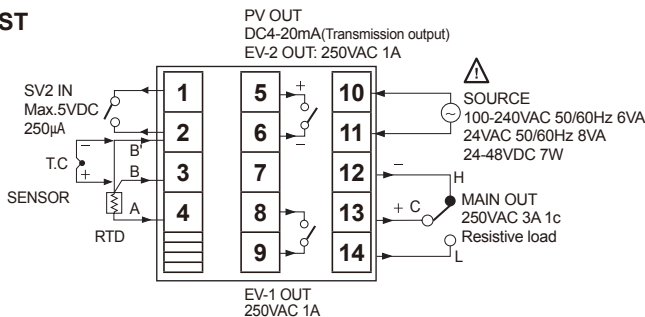 ST
PV OUT
DC4-20mA(Transmission output)
EV-2 OUT: 250VAC 1A
SV2 IN
Max.5VDC
250µA
T.C
−
+
SENSOR
RTD
B'
B
A
1
2
3
4
5
6
7
8
9
+
−
10
11
12
13
14
!
~
SOURCE
100-240VAC 50/60Hz 6VA
24VAC 50/60Hz 8VA
24-48VDC 7W
−
H
+ C
L
MAIN OUT
250VAC 3A 1c
Resistive load
EV-1 OUT
250VAC 1A